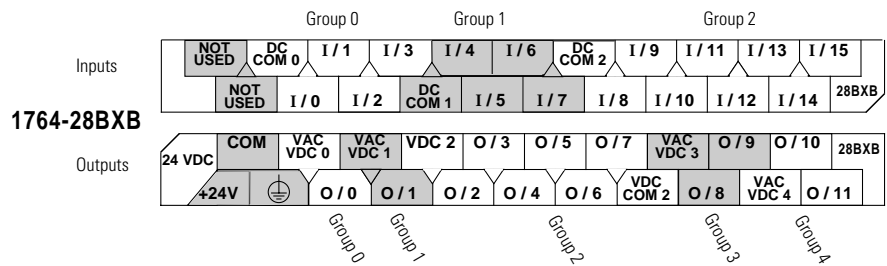 Group 0 Group 1 Group 2
Inputs
NOT USED DC COM 0 I / 1 I / 3 I / 4 I / 6 DC COM 2 I / 9 I / 11 I / 13 I / 15
NOT USED I / 0 I / 2 DC COM 1 I / 5 I / 7 I / 8 I / 10 I / 12 I / 14 28BXB
1764-28BXB
Outputs
24 VDC COM VAC VDC 0 VAC VDC 1 VDC 2 O / 3 O / 5 O / 7 VAC VDC 3 O / 9 O / 10 28BXB
+24V O / 0 O / 1 O / 2 O / 4 O / 6 VDC COM 2 O / 8 VAC VDC 4 O / 11
Group 0 Group 1 Group 2 Group 3 Group 4